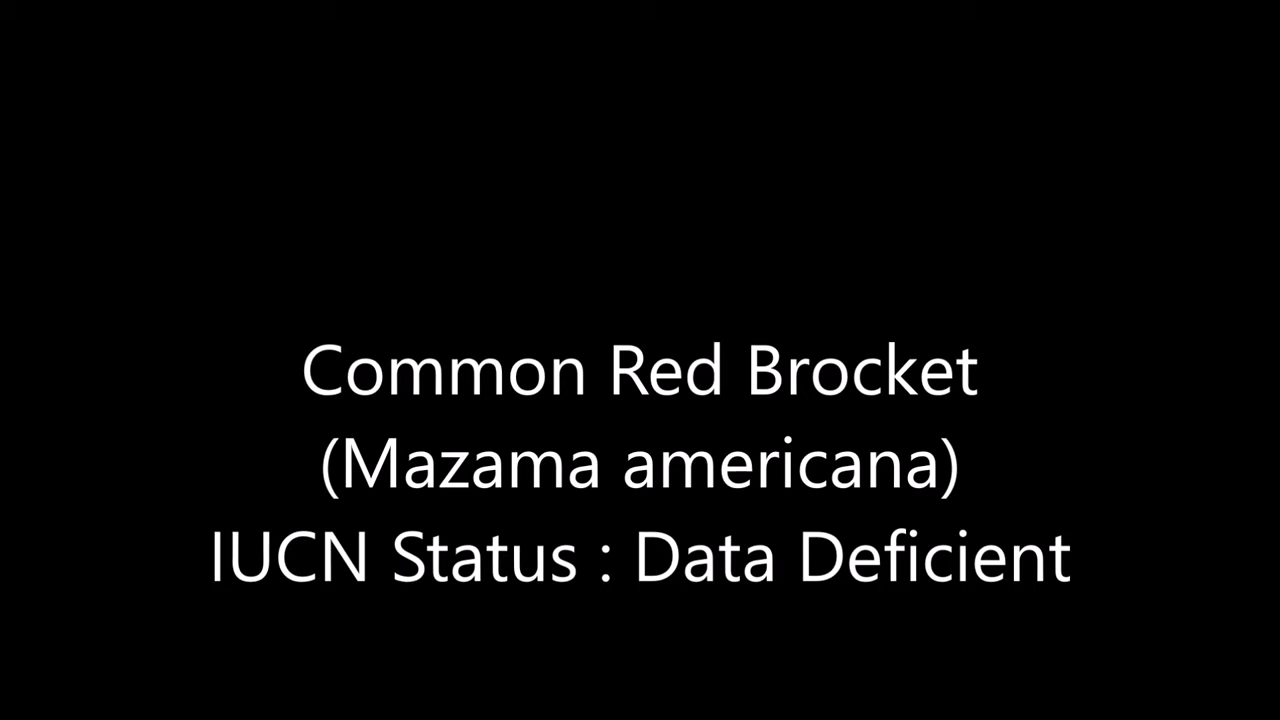 Common Red Brocket
(Mazama americana)
IUCN Status : Data Deficient